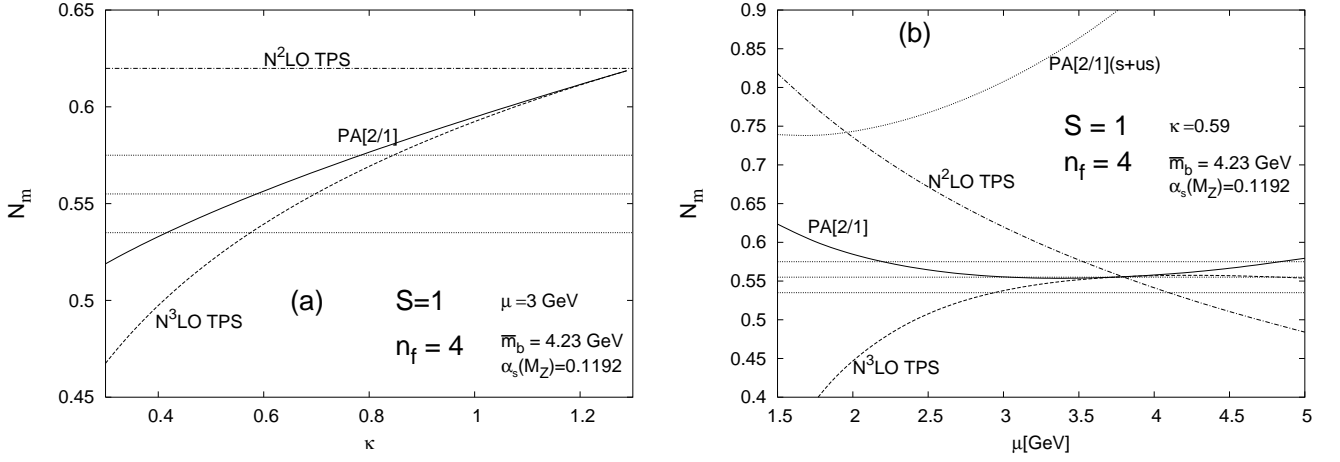 0.65
0.6
0.55
0.5
0.45
N_m
0.4 0.6 0.8 1 1.2
κ
N²LO TPS
PA[2/1]
N³LO TPS
(a)
S=1
μ =3 GeV
n_f = 4
m̅_b = 4.23 GeV
α_s(M_Z)=0.1192
0.9
0.85
0.8
0.75
0.7
0.65
0.6
0.55
0.5
0.45
0.4
N_m
1.5 2 2.5 3 3.5 4 4.5 5
μ[GeV]
(b)
PA[2/1](s+us)
S = 1
κ =0.59
n_f = 4
m̅_b = 4.23 GeV
α_s(M_Z)=0.1192
N²LO TPS
PA[2/1]
N³LO TPS